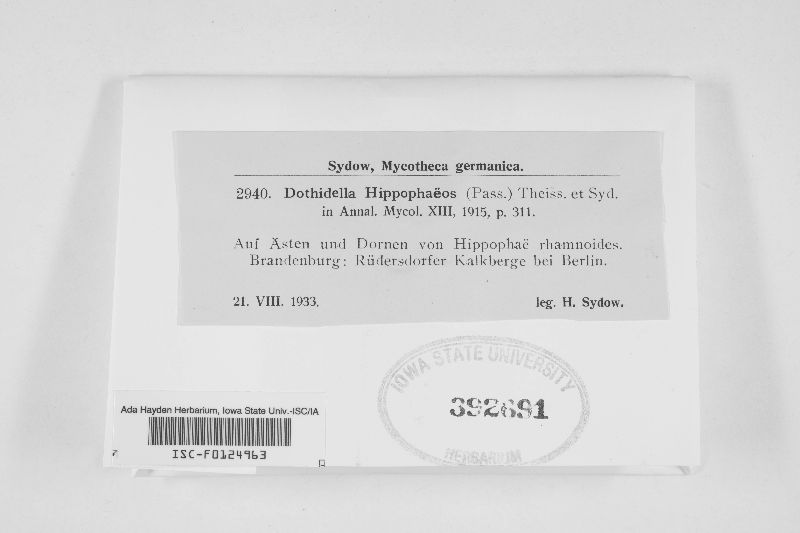 Sydow, Mycotheca germanica.
2940. Dothidella Hippophaëos (Pass.) Theiss. et Syd.
in Annal. Mycol. XIII, 1915, p. 311.
Auf Ästen und Dornen von Hippophaë rhamnoides.
Brandenburg: Rüdersdorfer Kalkberge bei Berlin.
21. VIII. 1933.
leg. H. Sydow.
IOWA STATE UNIVERSITY
392691
HERBARIUM
Ada Hayden Herbarium, Iowa State Univ.-ISC/IA
ISC-F0124963